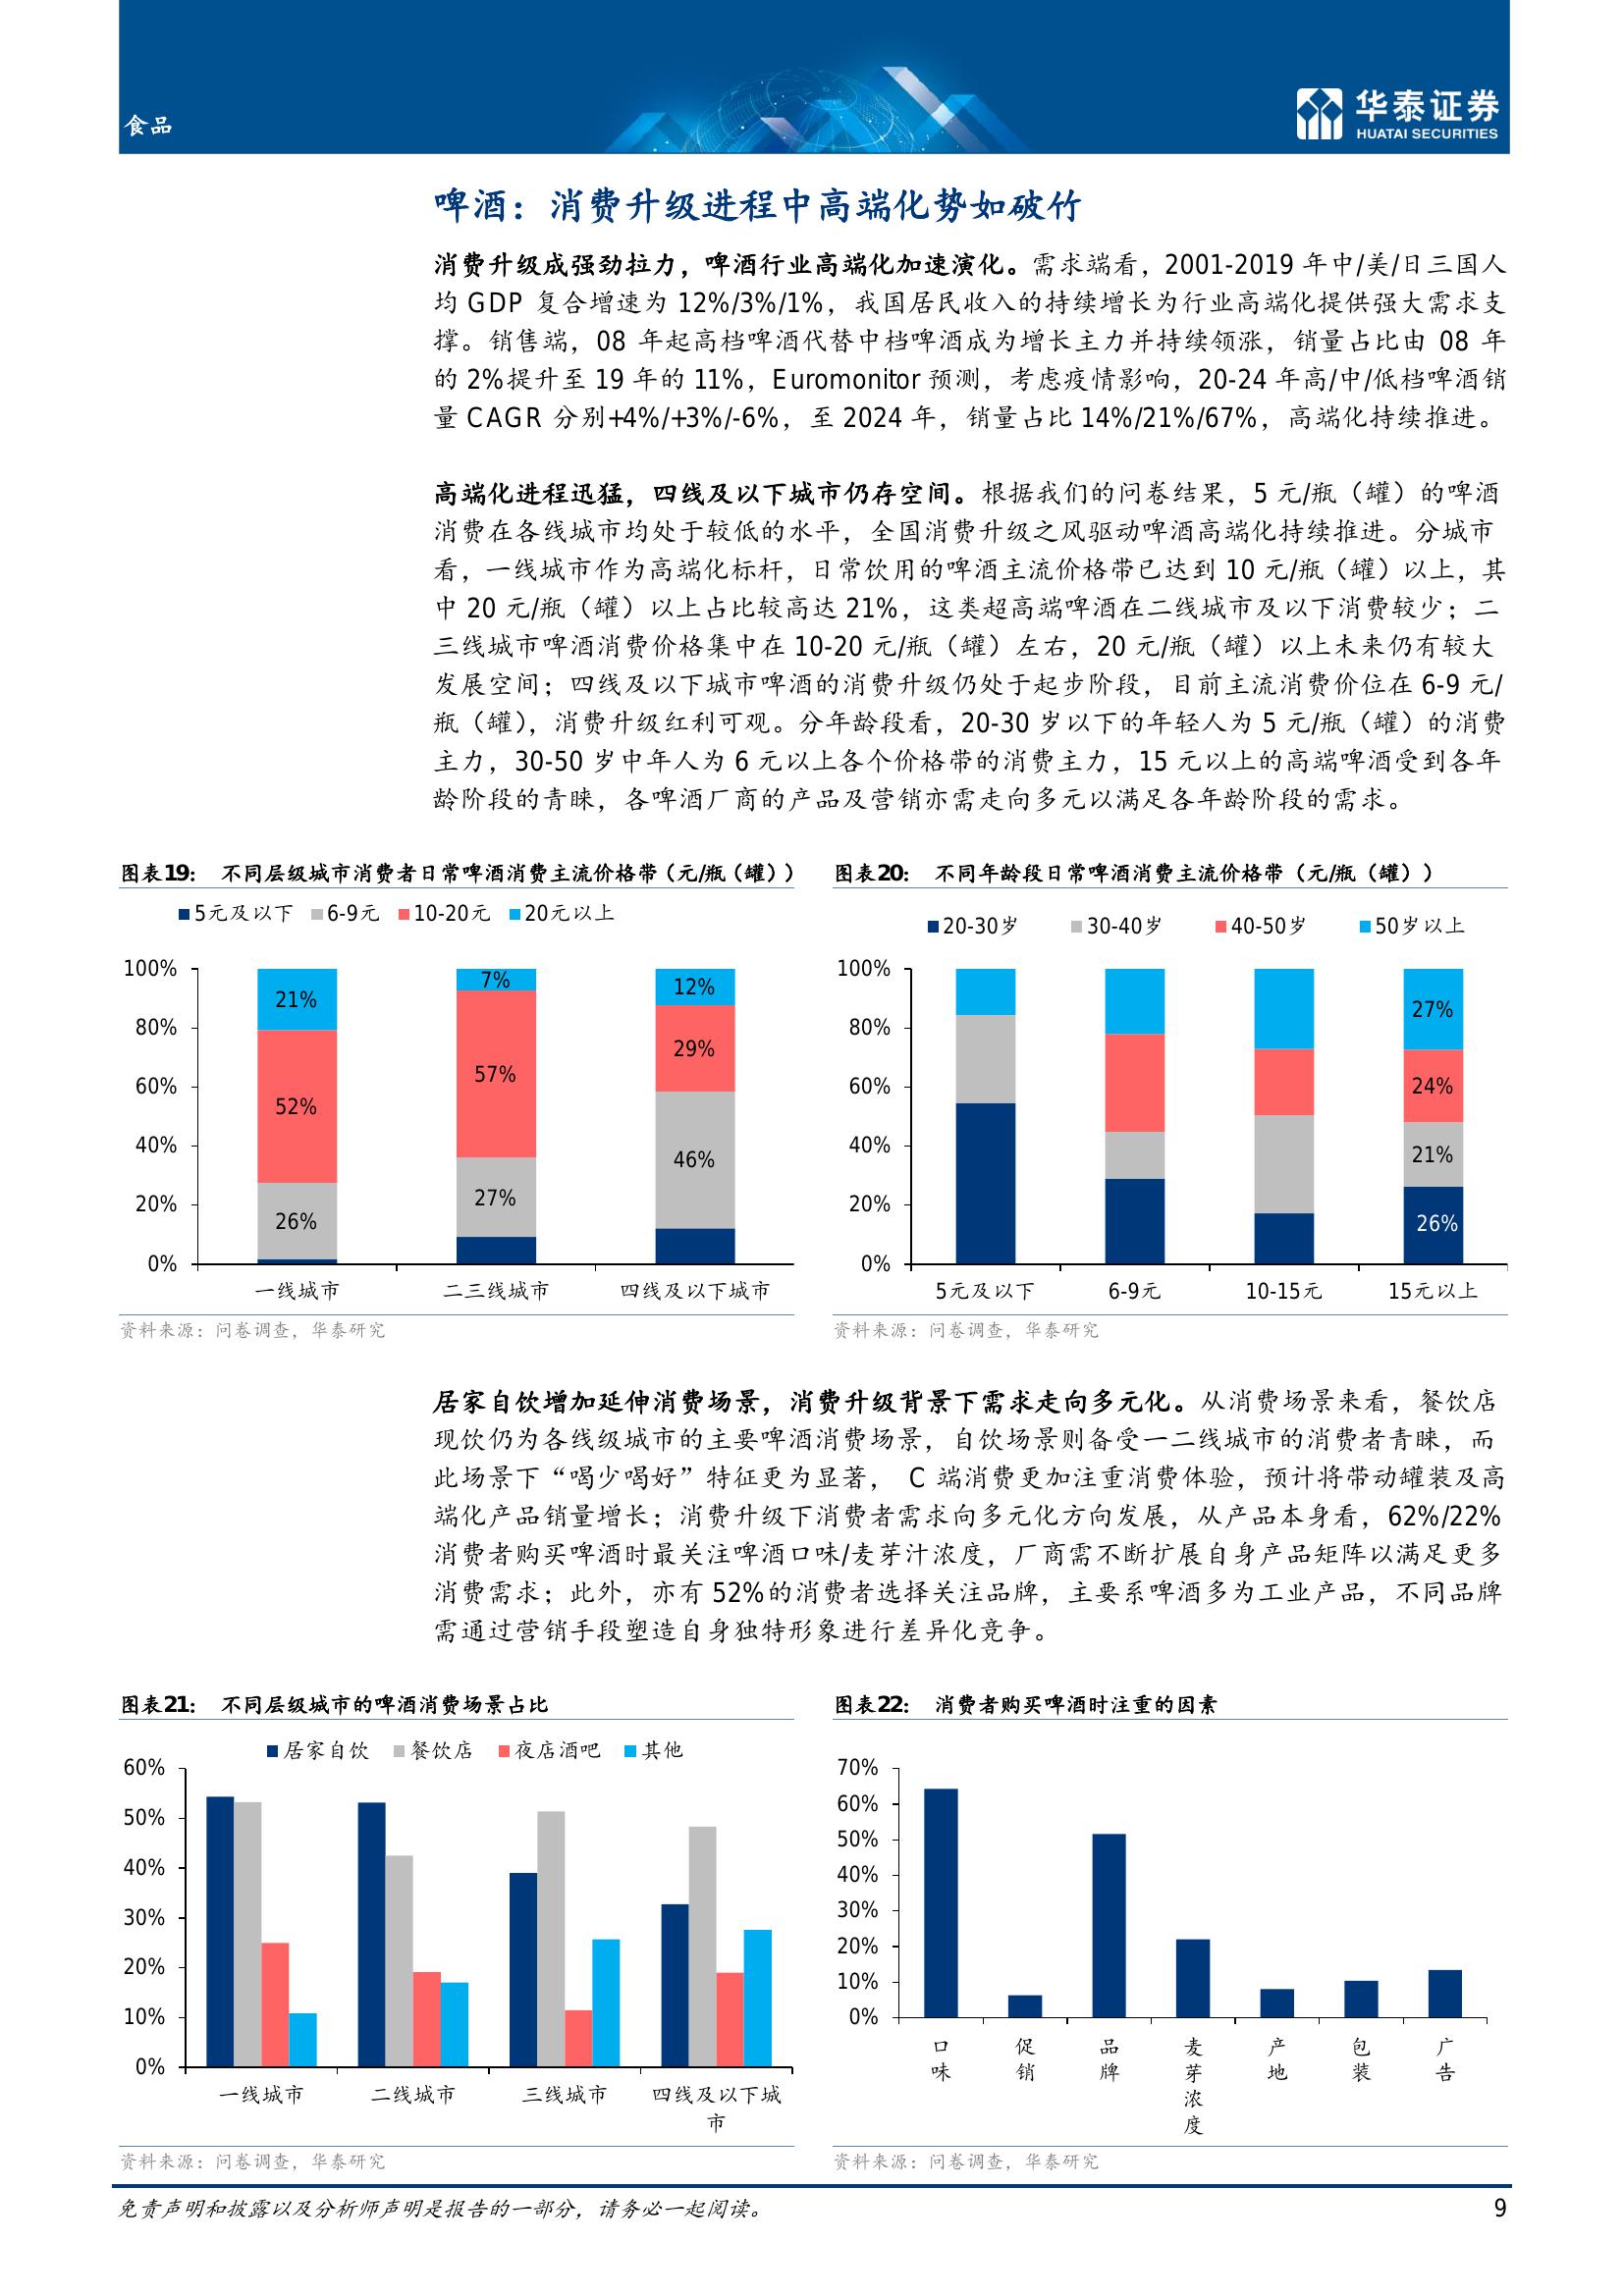 食品
华泰证券
HUATAI SECURITIES
啤酒：消费升级进程中高端化势如破竹
消费升级成强劲拉力，啤酒行业高端化加速演化。需求端看，2001-2019 年中/美/日三国人
均 GDP 复合增速为 12%/3%/1%，我国居民收入的持续增长为行业高端化提供强大需求支
撑。销售端，08 年起高档啤酒代替中档啤酒成为增长主力并持续领涨，销量占比由 08 年
的 2%提升至 19 年的 11%，Euromonitor 预测，考虑疫情影响，20-24 年高/中/低档啤酒销
量 CAGR 分别+4%/+3%/-6%，至 2024 年，销量占比 14%/21%/67%，高端化持续推进。
高端化进程迅猛，四线及以下城市仍存空间。根据我们的问卷结果，5 元/瓶（罐）的啤酒
消费在各线城市均处于较低的水平，全国消费升级之风驱动啤酒高端化持续推进。分城市
看，一线城市作为高端化标杆，日常饮用的啤酒主流价格带已达到 10 元/瓶（罐）以上，其
中 20 元/瓶（罐）以上占比较高达 21%，这类超高端啤酒在二线城市及以下消费较少；二
三线城市啤酒消费价格集中在 10-20 元/瓶（罐）左右，20 元/瓶（罐）以上未来仍有较大
发展空间；四线及以下城市啤酒的消费升级仍处于起步阶段，目前主流消费价位在 6-9 元/
瓶（罐），消费升级红利可观。分年龄段看，20-30 岁以下的年轻人为 5 元/瓶（罐）的消费
主力，30-50 岁中年人为 6 元以上各个价格带的消费主力，15 元以上的高端啤酒受到各年
龄阶段的青睐，各啤酒厂商的产品及营销亦需走向多元以满足各年龄阶段的需求。
图表19： 不同层级城市消费者日常啤酒消费主流价格带（元/瓶（罐））
5元及以下 6-9元 10-20元 20元以上
100%
80%
60%
40%
20%
0%
21%
52%
26%
7%
57%
27%
12%
29%
46%
一线城市 二三线城市 四线及以下城市
资料来源：问卷调查，华泰研究
图表20： 不同年龄段日常啤酒消费主流价格带（元/瓶（罐））
20-30岁 30-40岁 40-50岁 50岁以上
100%
80%
60%
40%
20%
0%
27%
24%
21%
26%
5元及以下 6-9元 10-15元 15元以上
资料来源：问卷调查，华泰研究
居家自饮增加延伸消费场景，消费升级背景下需求走向多元化。从消费场景来看，餐饮店
现饮仍为各线级城市的主要啤酒消费场景，自饮场景则备受一二线城市的消费者青睐，而
此场景下“喝少喝好”特征更为显著， C 端消费更加注重消费体验，预计将带动罐装及高
端化产品销量增长；消费升级下消费者需求向多元化方向发展，从产品本身看，62%/22%
消费者购买啤酒时最关注啤酒口味/麦芽汁浓度，厂商需不断扩展自身产品矩阵以满足更多
消费需求；此外，亦有 52%的消费者选择关注品牌，主要系啤酒多为工业产品，不同品牌
需通过营销手段塑造自身独特形象进行差异化竞争。
图表21： 不同层级城市的啤酒消费场景占比
居家自饮 餐饮店 夜店酒吧 其他
60%
50%
40%
30%
20%
10%
0%
一线城市 二线城市 三线城市 四线及以下城
市
资料来源：问卷调查，华泰研究
图表22： 消费者购买啤酒时注重的因素
70%
60%
50%
40%
30%
20%
10%
0%
口味 促销 品牌 麦芽浓度 产地 包装 广告
资料来源：问卷调查，华泰研究
免责声明和披露以及分析师声明是报告的一部分，请务必一起阅读。
9